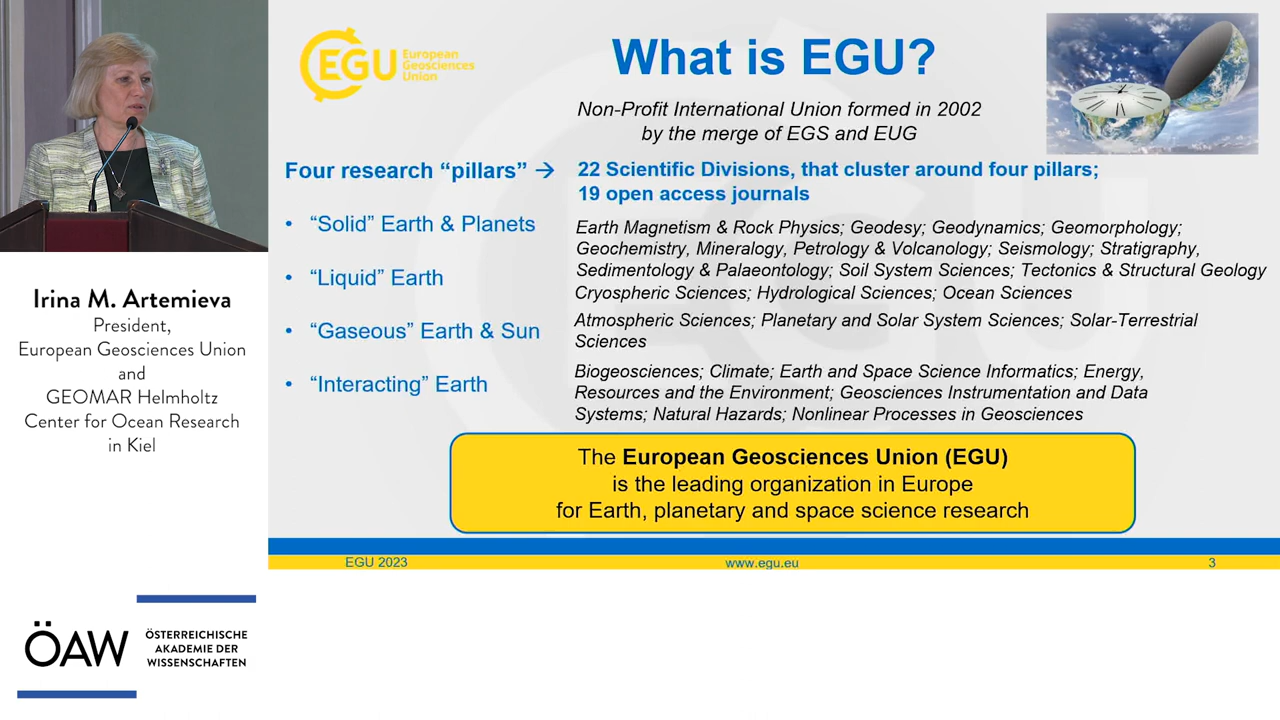 EGU European
Geosciences
Union
What is EGU?
Non-Profit International Union formed in 2002
by the merge of EGS and EUG
Four research “pillars” →
22 Scientific Divisions, that cluster around four pillars;
19 open access journals
• “Solid” Earth & Planets
Earth Magnetism & Rock Physics; Geodesy; Geodynamics; Geomorphology;
Geochemistry, Mineralogy, Petrology & Volcanology; Seismology; Stratigraphy,
Sedimentology & Palaeontology; Soil System Sciences; Tectonics & Structural Geology
• “Liquid” Earth
Cryospheric Sciences; Hydrological Sciences; Ocean Sciences
• “Gaseous” Earth & Sun
Atmospheric Sciences; Planetary and Solar System Sciences; Solar-Terrestrial
Sciences
• “Interacting” Earth
Biogeosciences; Climate; Earth and Space Science Informatics; Energy,
Resources and the Environment; Geosciences Instrumentation and Data
Systems; Natural Hazards; Nonlinear Processes in Geosciences
The European Geosciences Union (EGU)
is the leading organization in Europe
for Earth, planetary and space science research
EGU 2023
www.egu.eu
3
Irina M. Artemieva
President,
European Geosciences Union
and
GEOMAR Helmholtz
Center for Ocean Research
in Kiel
ÖAW
ÖSTERREICHISCHE
AKADEMIE DER
WISSENSCHAFTEN